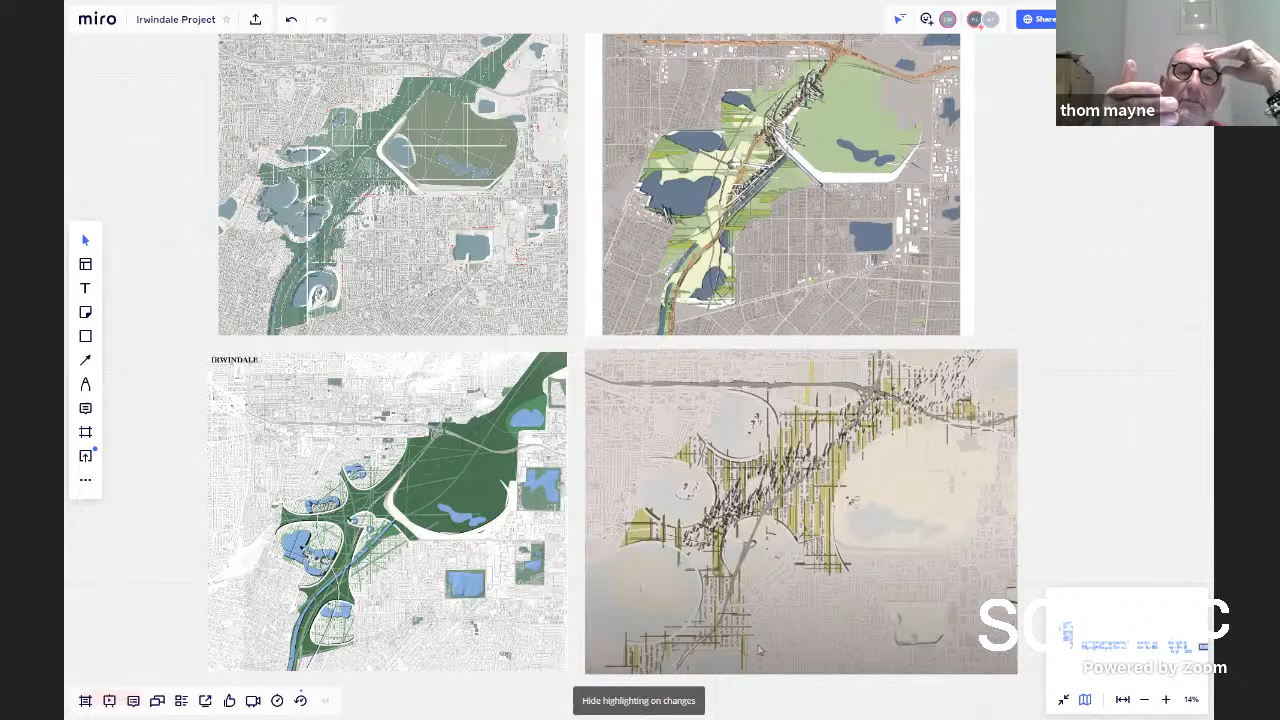 miro
Irwindale Project
Share
thom mayne
IRWINDALE
Hide highlighting on changes
Powered by Zoom
14%